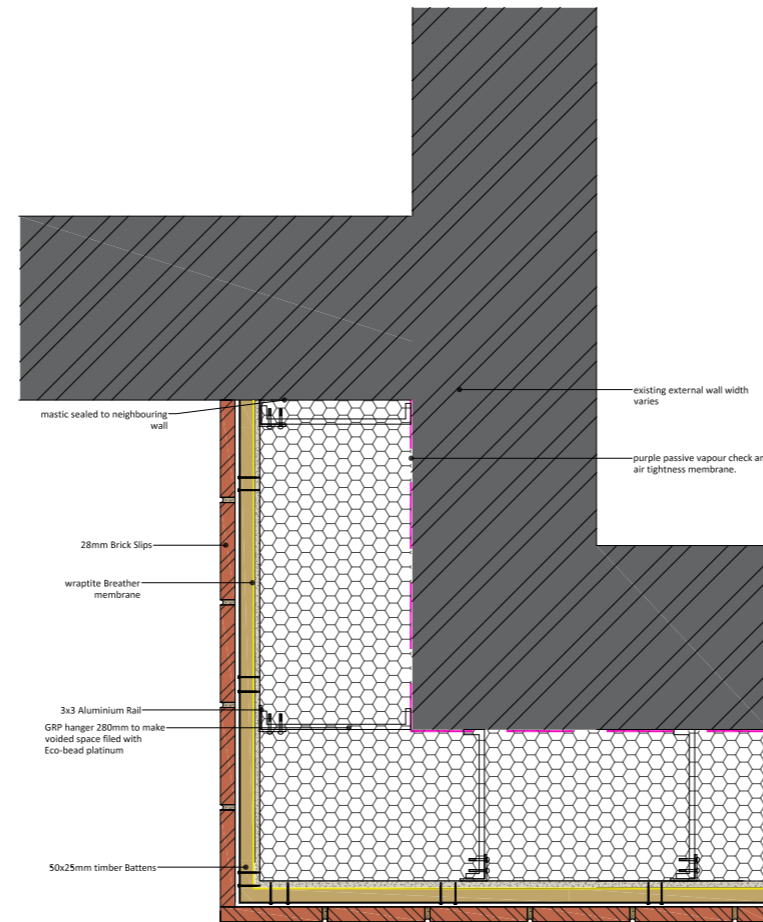 existing external wall width
varies
mastic sealed to neighbouring
wall
purple passive vapour check an
air tightness membrane.
28mm Brick Slips
wraptite Breather
membrane
3x3 Aluminium Rail
GRP hanger 280mm to make
voided space filed with
Eco-bead platinum
50x25mm timber Battens